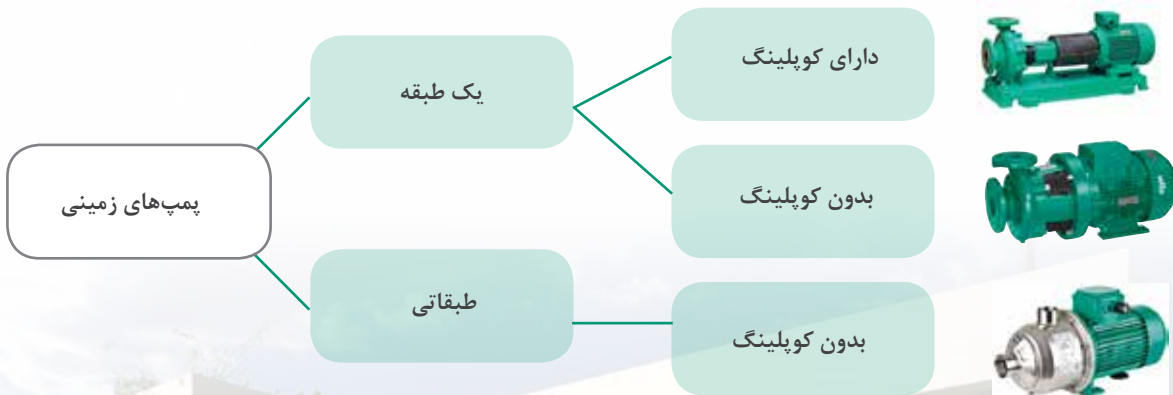 پمپ‌های زمینی
یک طبقه
دارای کوپلینگ
بدون کوپلینگ
طبقاتی
بدون کوپلینگ